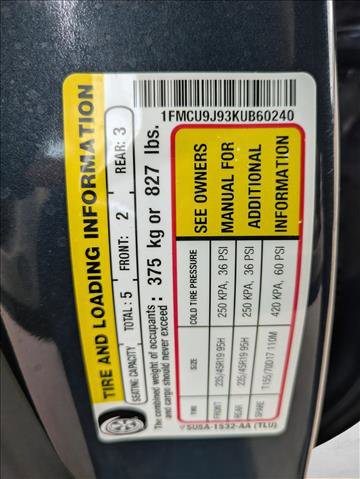 1FMCU9J93KUB60240
TIRE AND LOADING INFORMATION
SEATING CAPACITY TOTAL : 5 FRONT: 2 REAR: 3
The combined weight of occupants
and cargo should never exceed : 375 kg or 827 lbs.
TIRE SIZE COLD TIRE PRESSURE
FRONT 235/45R19 95H 250 KPA, 36 PSI
REAR 235/45R19 95H 250 KPA, 36 PSI
SPARE T155/70D17 110M 420 KPA, 60 PSI
SEE OWNERS
MANUAL FOR
ADDITIONAL
INFORMATION
5USA-1532-AA (TLU)